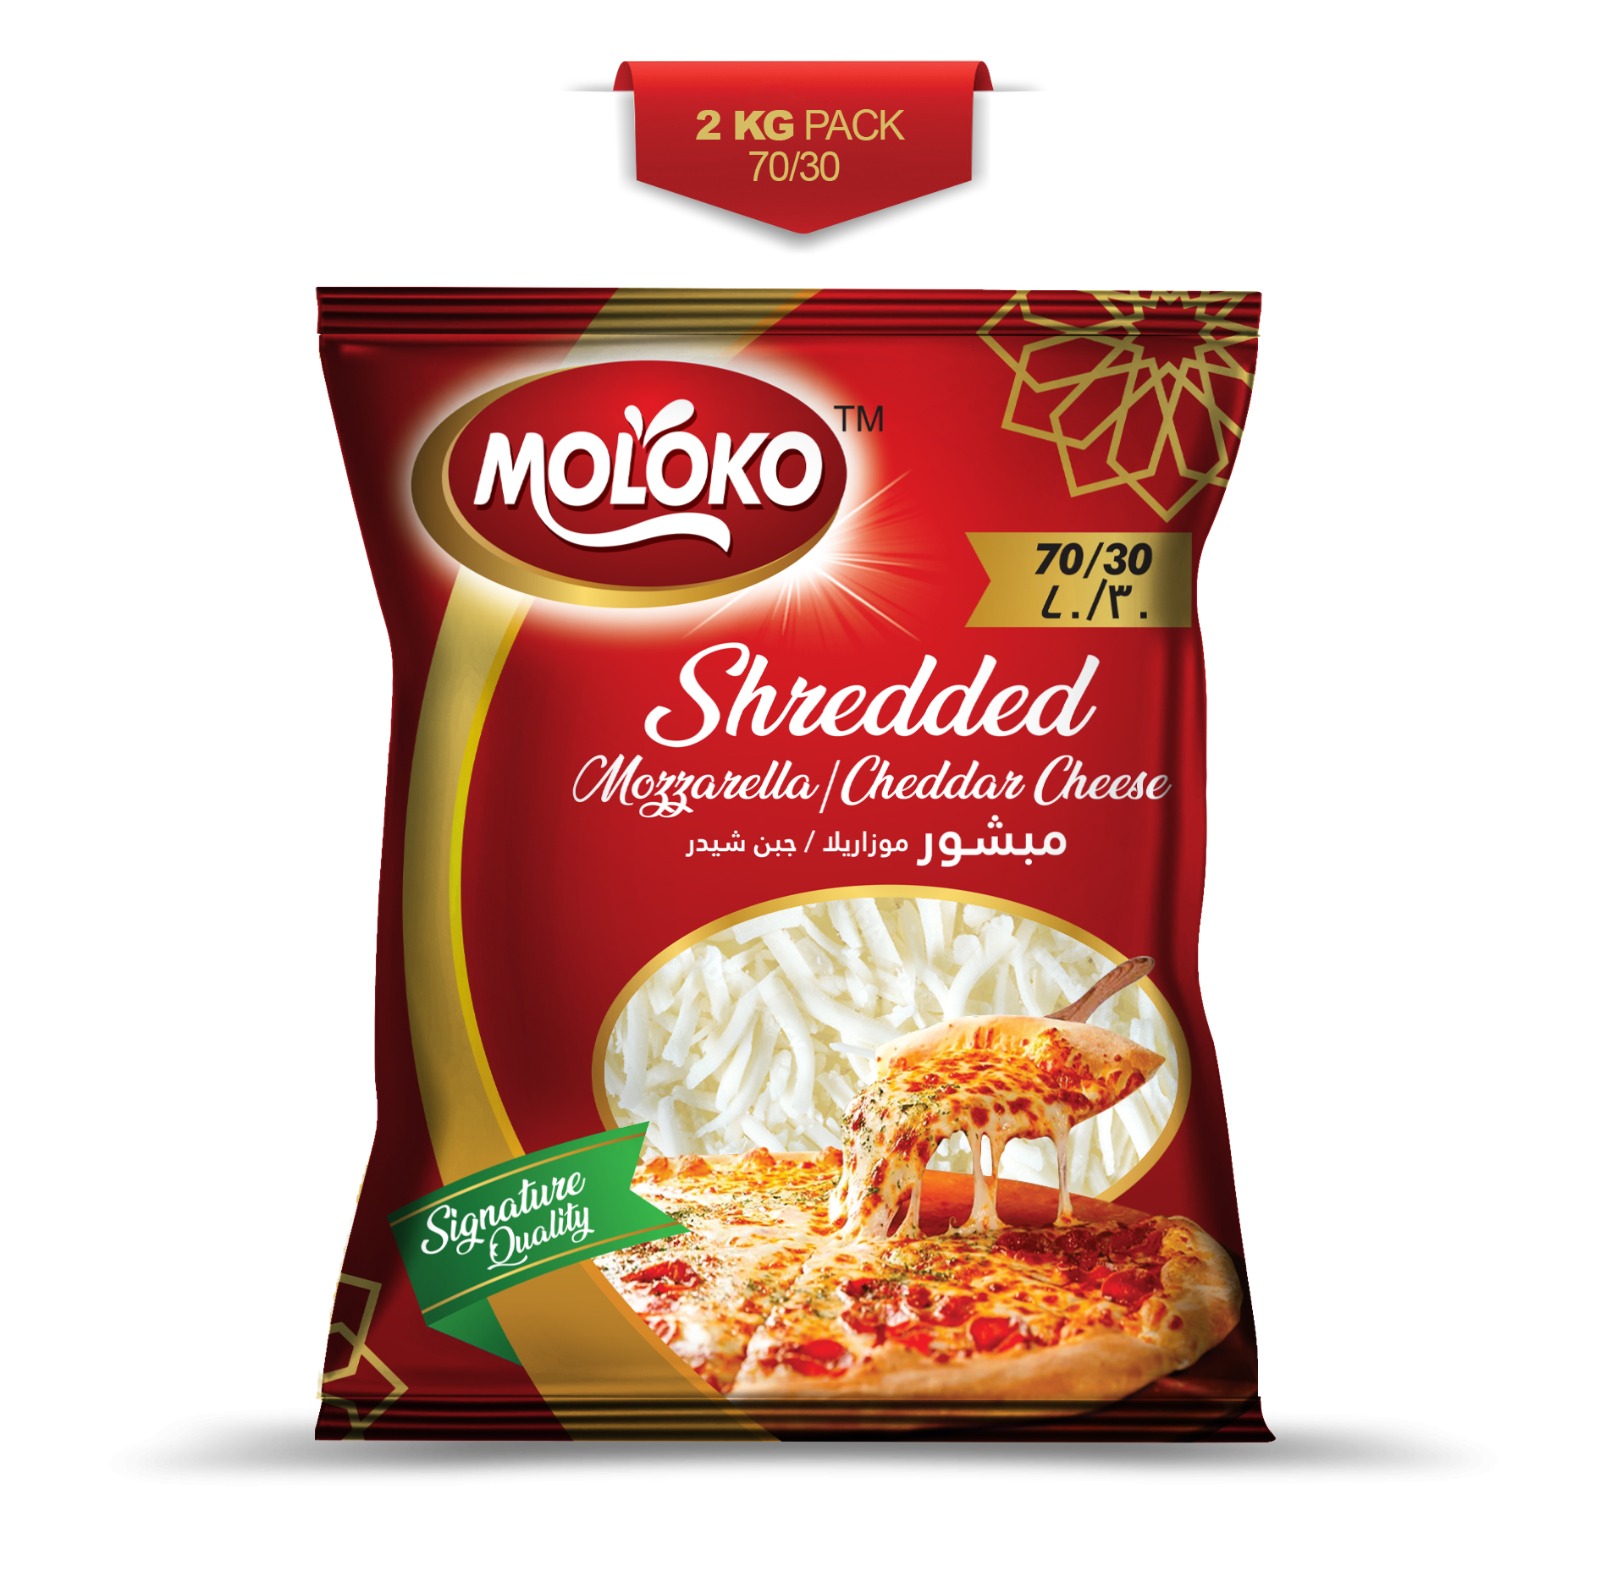 2 KG PACK
70/30
MOLOKO
TM
70/30
٧٠/٣٠
Shredded
Mozzarella/Cheddar Cheese
مبشور موزاريلا / جبن شيدر
Signature
Quality